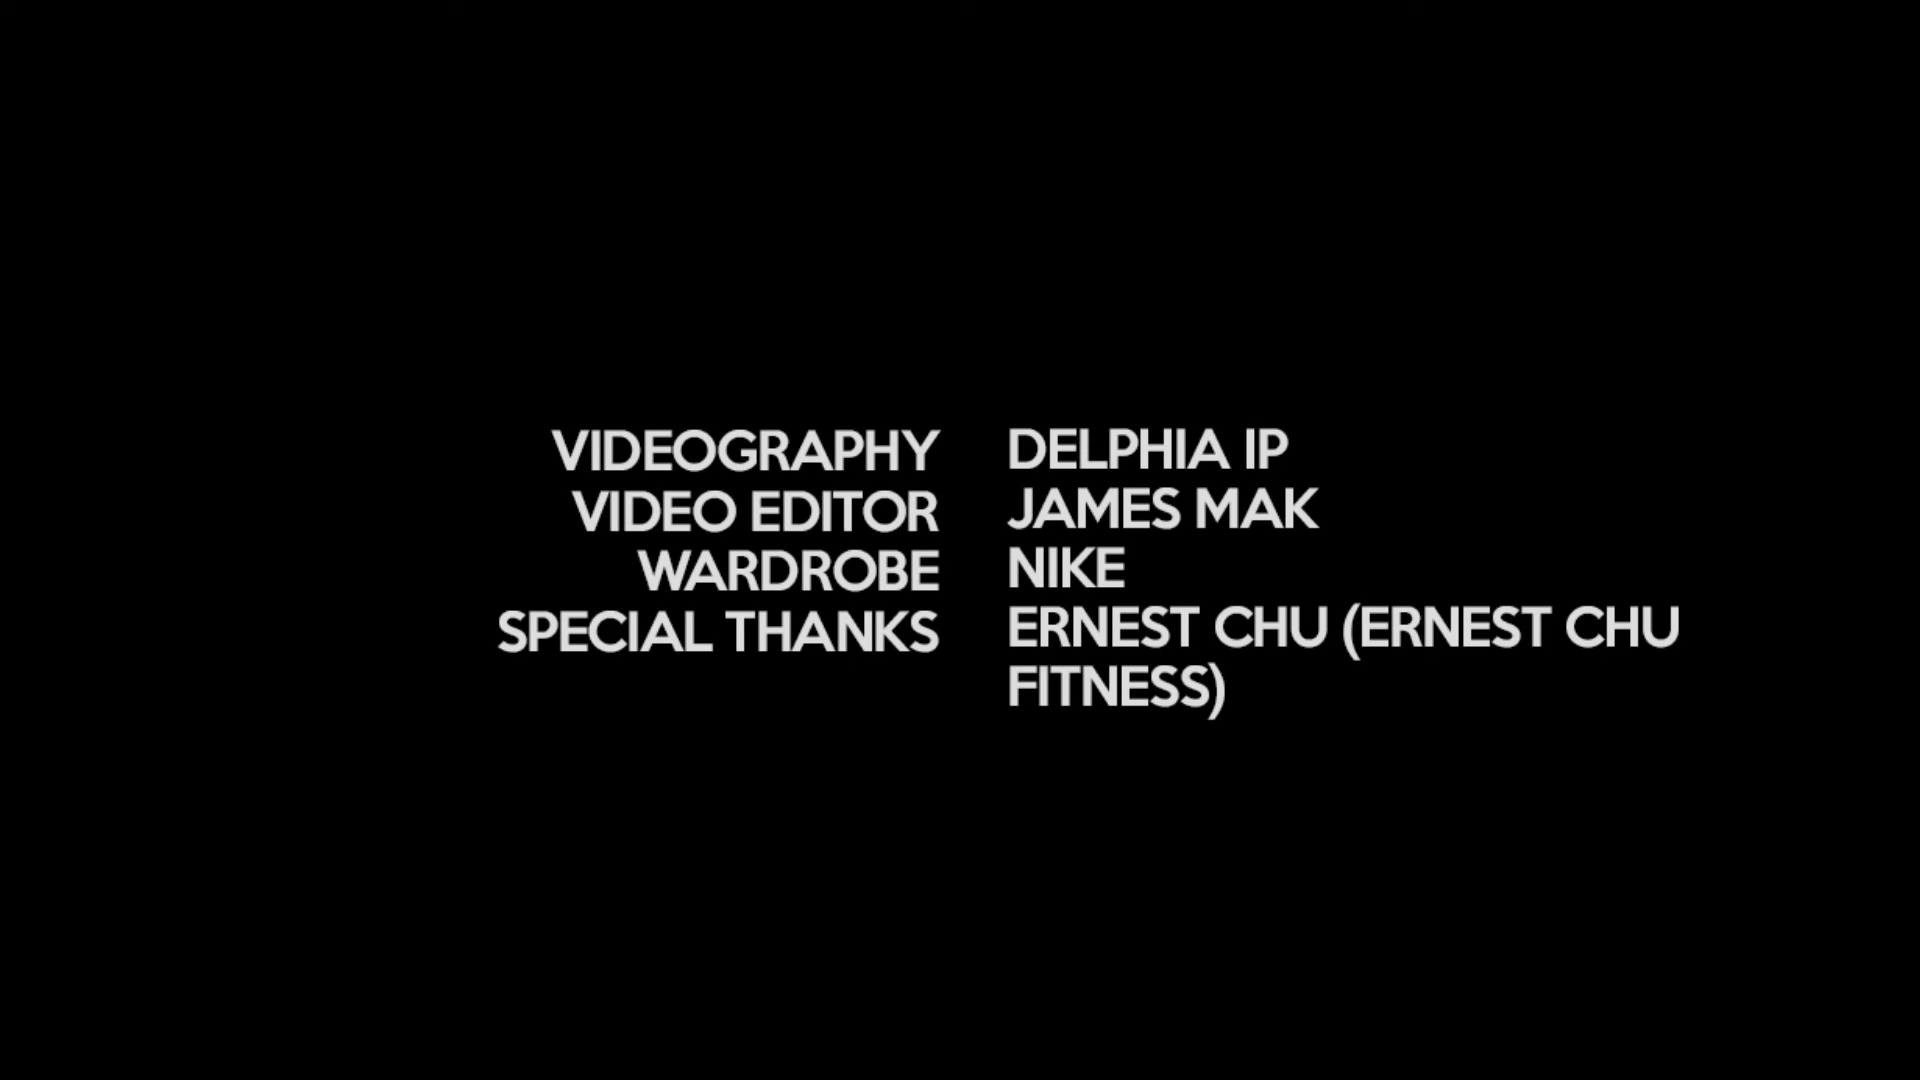 VIDEOGRAPHY DELPHIA IP
VIDEO EDITOR JAMES MAK
WARDROBE NIKE
SPECIAL THANKS ERNEST CHU (ERNEST CHU
FITNESS)